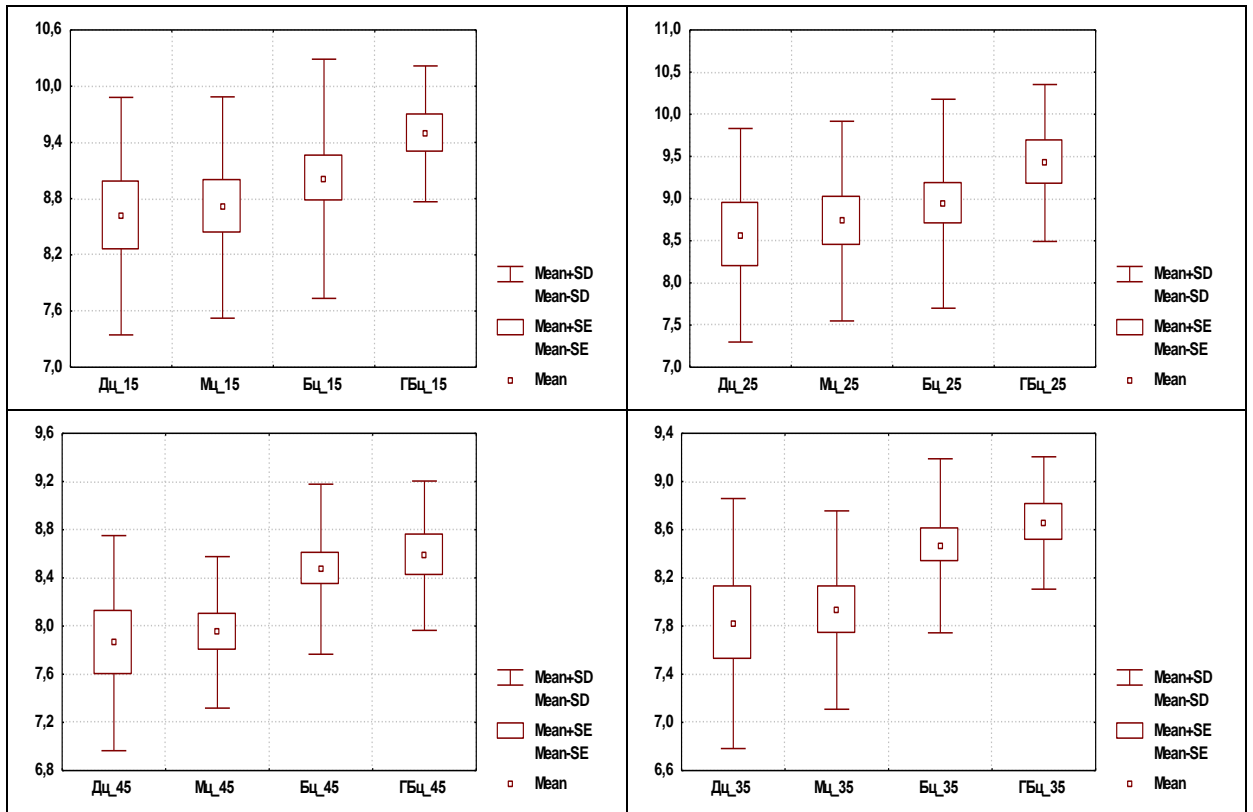 10,6
10,0
9,4
8,8
8,2
7,6
7,0
Дц_15 Мц_15 Бц_15 ГБц_15
Mean+SD
Mean-SD
Mean+SE
Mean-SE
Mean
11,0
10,5
10,0
9,5
9,0
8,5
8,0
7,5
7,0
Дц_25 Мц_25 Бц_25 ГБц_25
Mean+SD
Mean-SD
Mean+SE
Mean-SE
Mean
9,6
9,2
8,8
8,4
8,0
7,6
7,2
6,8
Дц_45 Мц_45 Бц_45 ГБц_45
Mean+SD
Mean-SD
Mean+SE
Mean-SE
Mean
9,4
9,0
8,6
8,2
7,8
7,4
7,0
6,6
Дц_35 Мц_35 Бц_35 ГБц_35
Mean+SD
Mean-SD
Mean+SE
Mean-SE
Mean